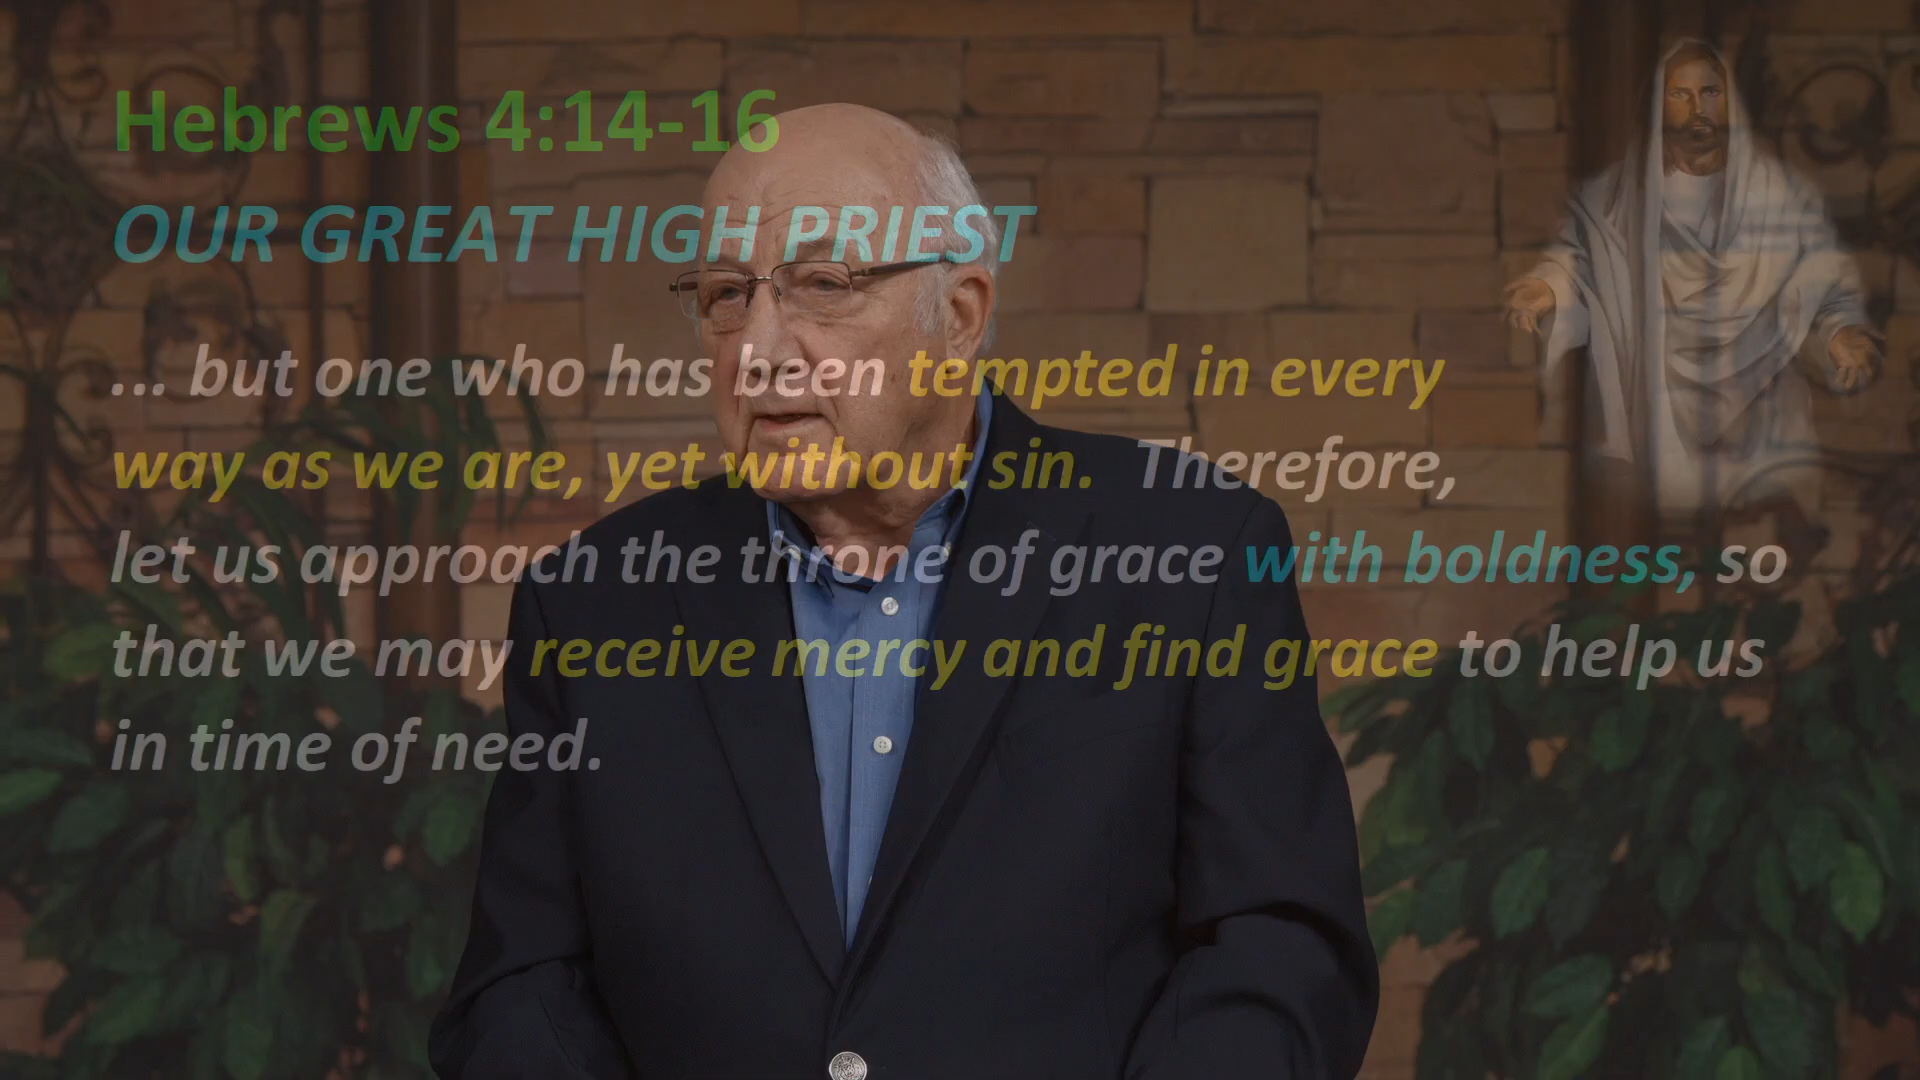 Hebrews 4:14-16
OUR GREAT HIGH PRIEST
... but one who has been tempted in every
way as we are, yet without sin. Therefore,
let us approach the throne of grace with boldness, so
that we may receive mercy and find grace to help us
in time of need.